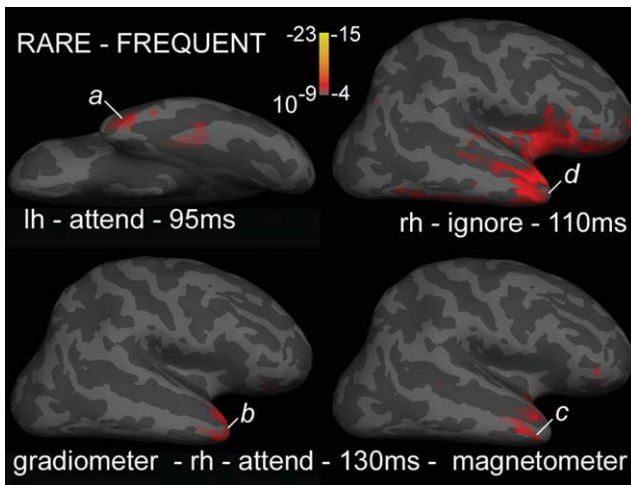 RARE - FREQUENT
-23 -15
10 -9 -4
a
lh - attend - 95ms
d
rh - ignore - 110ms
b
c
gradiometer - rh - attend - 130ms - magnetometer